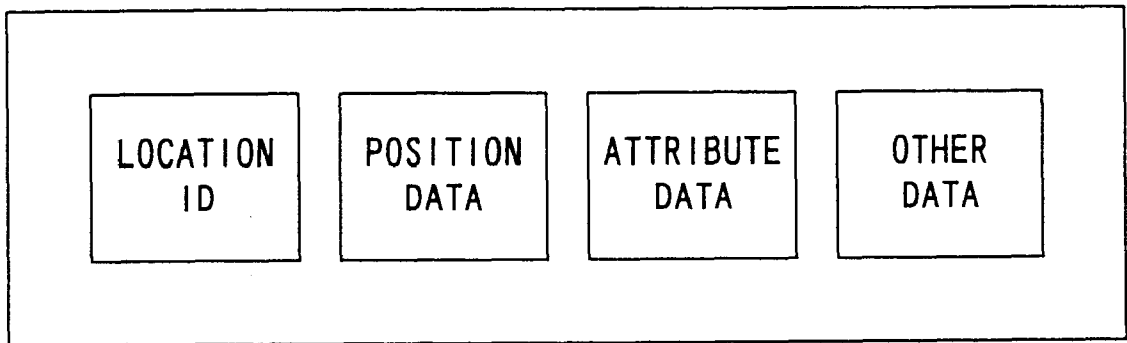 LOCATION
ID
POSITION
DATA
ATTRIBUTE
DATA
OTHER
DATA